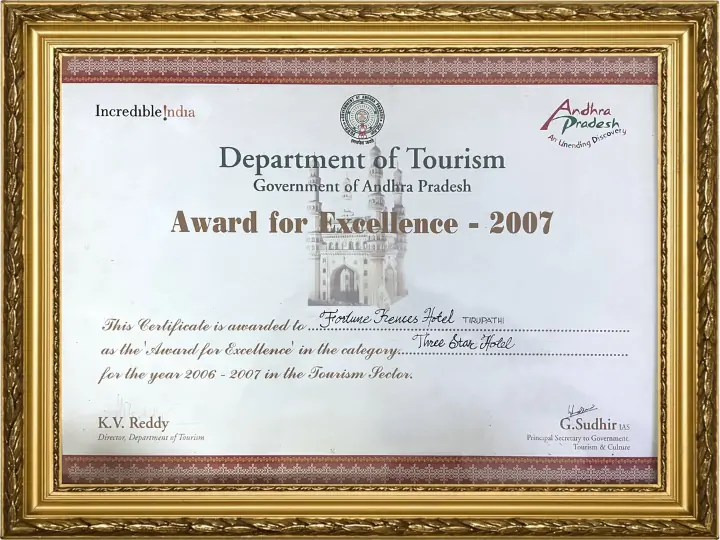 Incredıble!ndıa
Andhra
Pradesh
An Unending Discovery
Department of Tourism
Government of Andhra Pradesh
Award for Excellence - 2007
This Certificate is awarded to Fortune Kences Hotel TIRUPATHI
as the 'Award for Excellence' in the category Three Star Hotel
for the year 2006 - 2007 in the Tourism Sector.
K.V. Reddy
Director, Department of Tourism
G.Sudhir IAS
Principal Secretary to Government.
Tourism & Culture